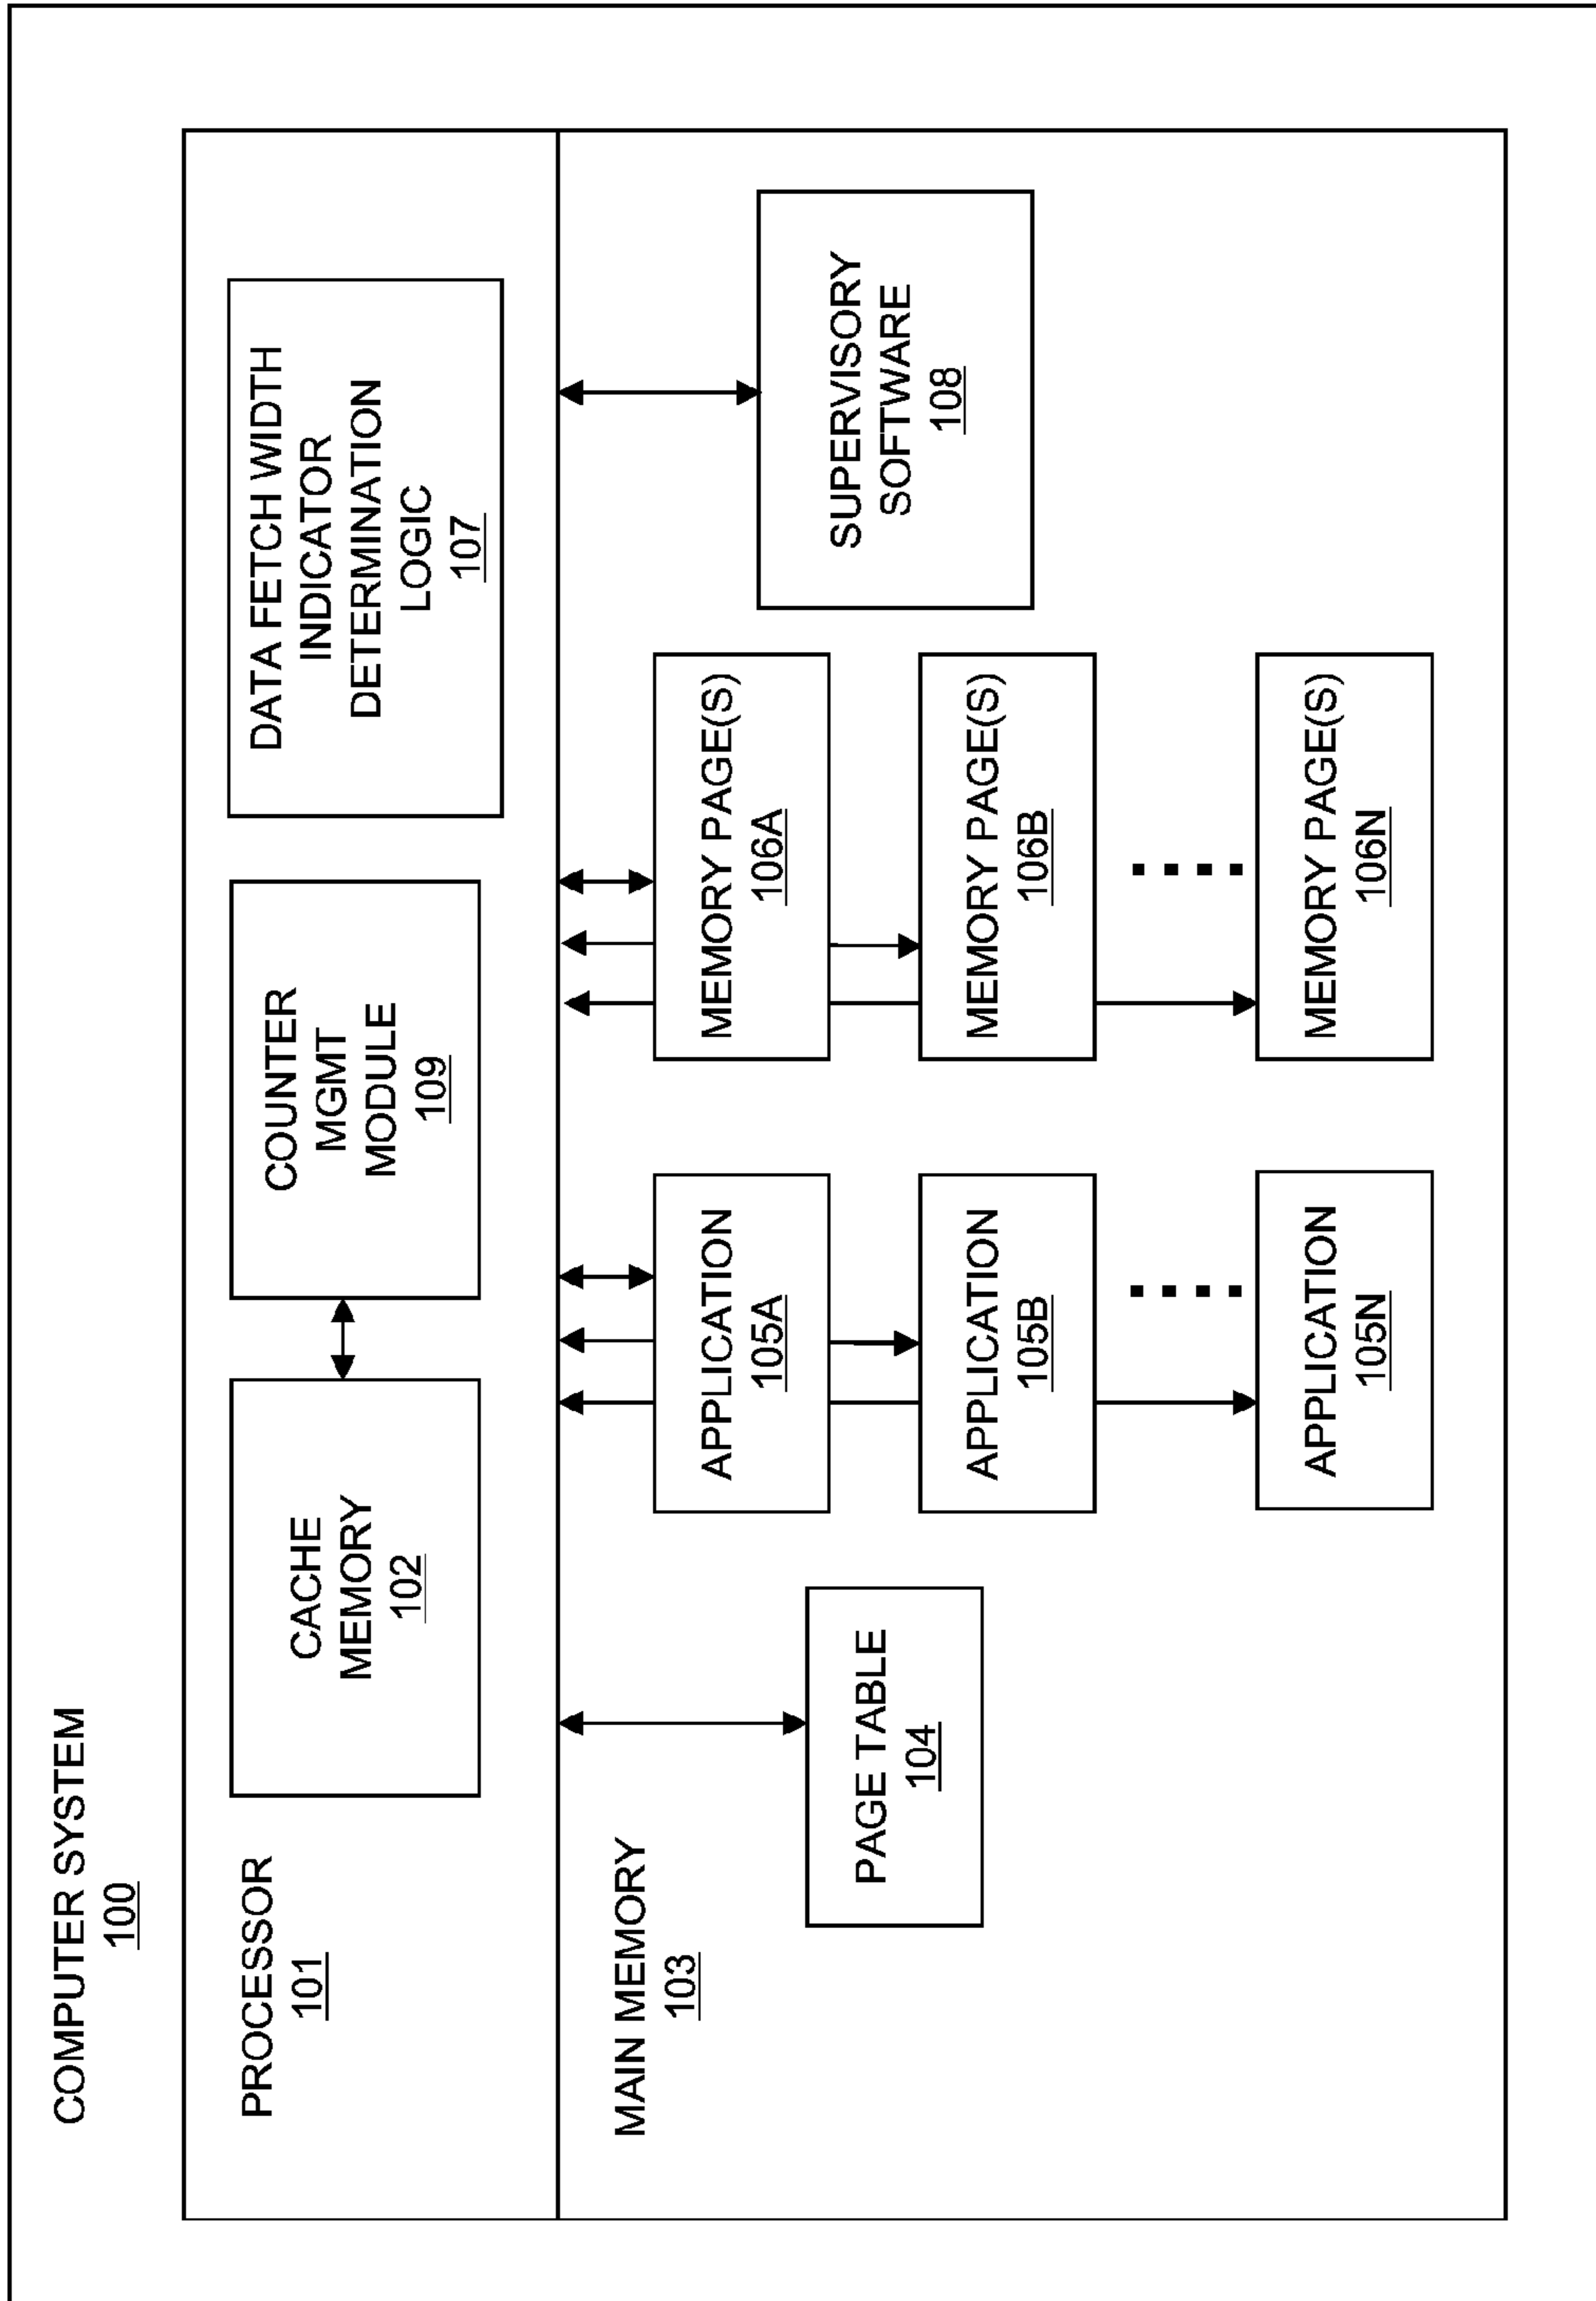 COMPUTER SYSTEM
100
PROCESSOR
101
CACHE
MEMORY
102
COUNTER
MGMT
MODULE
109
DATA FETCH WIDTH
INDICATOR
DETERMINATION
LOGIC
107
MAIN MEMORY
103
PAGE TABLE
104
APPLICATION
105A
APPLICATION
105B
APPLICATION
105N
MEMORY PAGE(S)
106A
MEMORY PAGE(S)
106B
MEMORY PAGE(S)
106N
SUPERVISORY
SOFTWARE
108